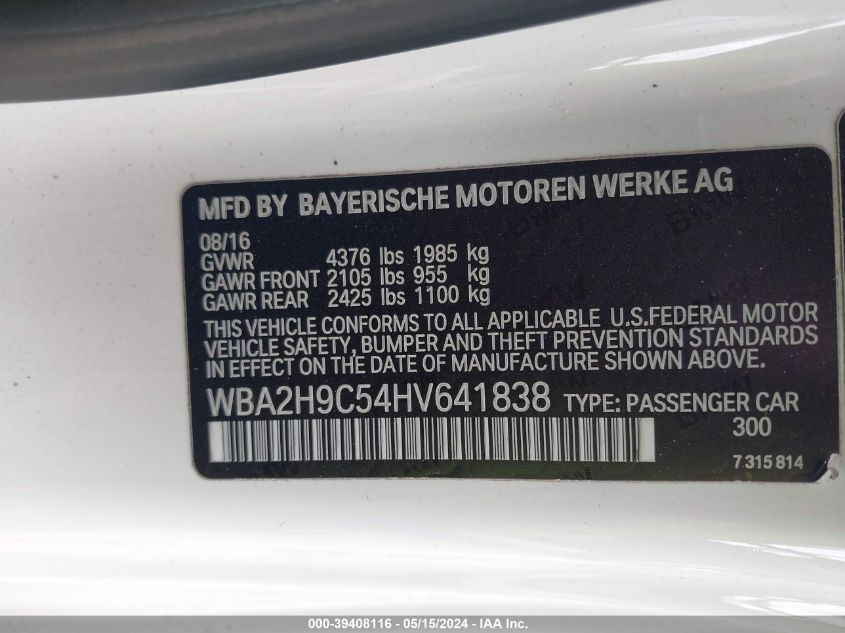 MFD BY BAYERISCHE MOTOREN WERKE AG
08/16
GVWR 4376 lbs 1985 kg
GAWR FRONT 2105 lbs 955 kg
GAWR REAR 2425 lbs 1100 kg
THIS VEHICLE CONFORMS TO ALL APPLICABLE U.S.FEDERAL MOTOR
VEHICLE SAFETY, BUMPER AND THEFT PREVENTION STANDARDS
IN EFFECT ON THE DATE OF MANUFACTURE SHOWN ABOVE.
WBA2H9C54HV641838 TYPE: PASSENGER CAR
300
7315814
000-39408116 - 05/15/2024 - IAA Inc.